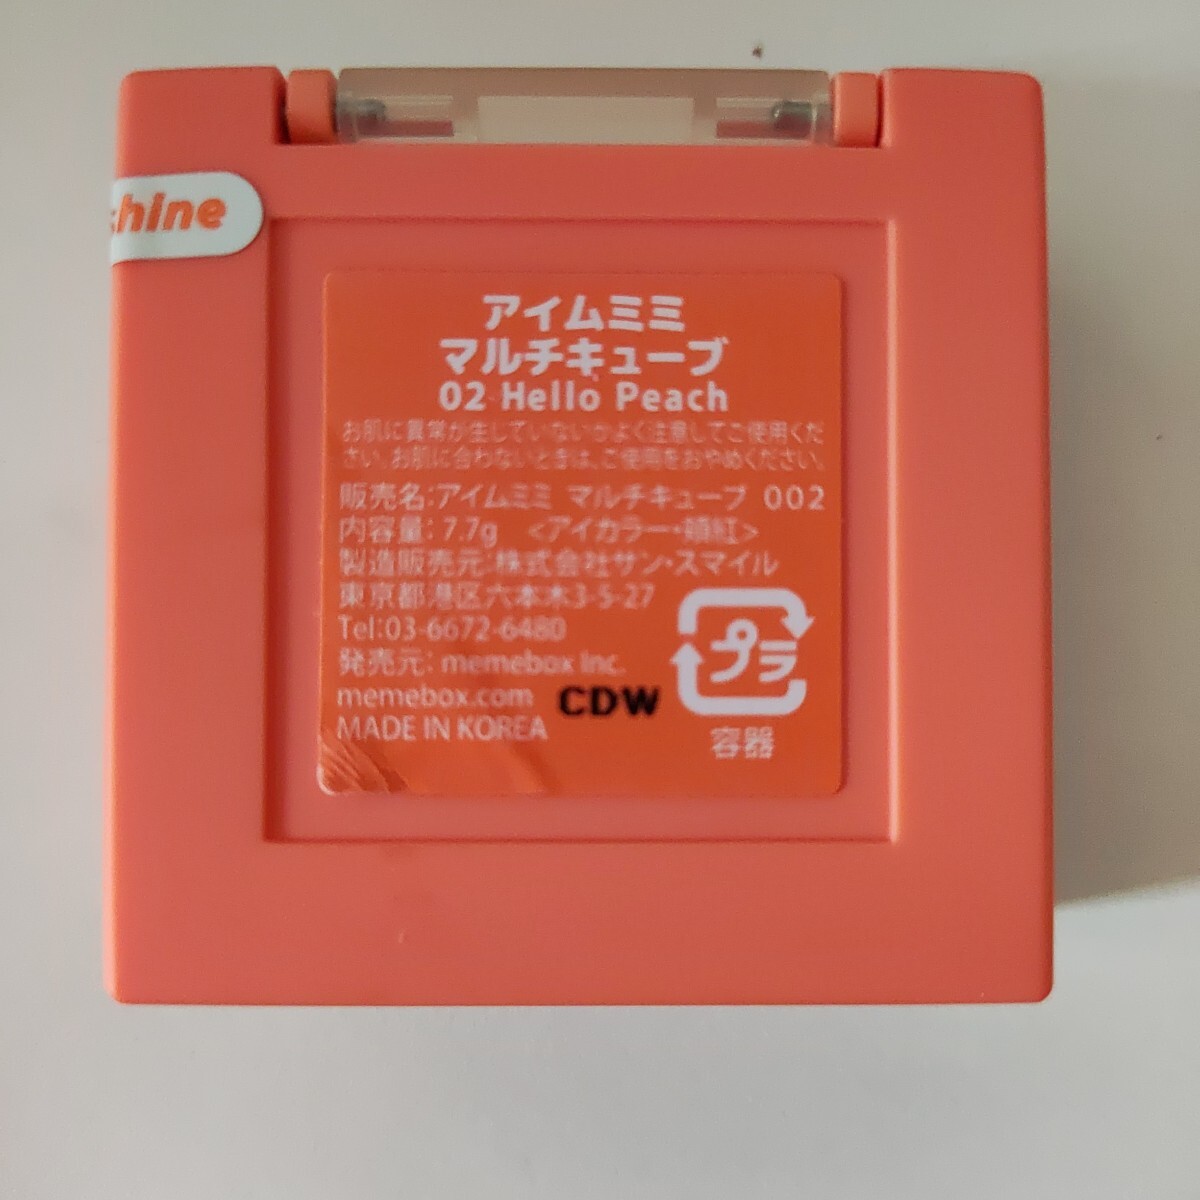 hine
アイムミミ
マルチキューブ
02 Hello Peach
お肌に異常が生じていないかよく注意してご使用くだ
さい。お肌に合わないときは、ご使用をおやめください。
販売名：アイムミミ マルチキューブ 002
内容量：7.7g <アイカラー・頬紅>
製造販売元：株式会社サン・スマイル
東京都港区六本木3-5-27
Tel:03-6672-6480
発売元：memebox Inc.
memebox.com CDW
MADE IN KOREA
プラ
容器